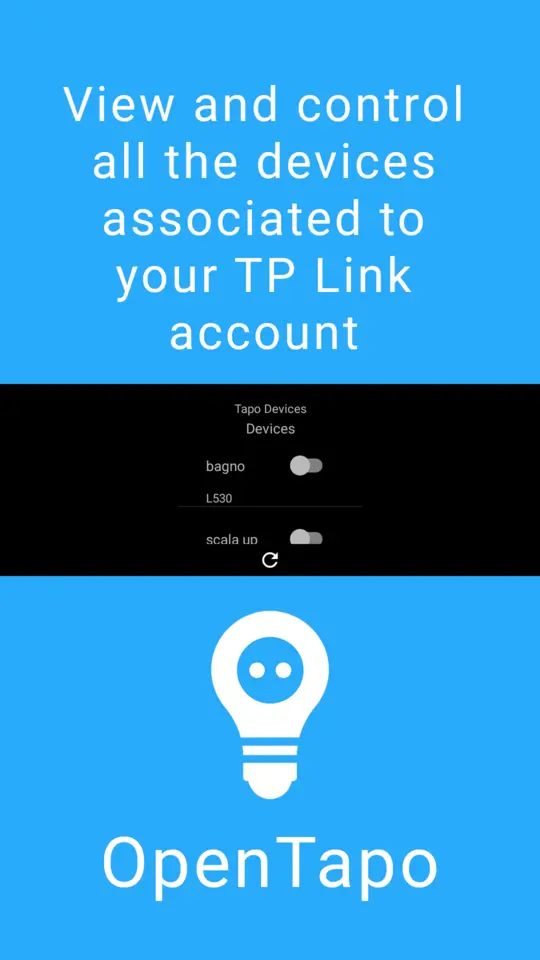 View and control
all the devices
associated to
your TP Link
account
Tapo Devices
Devices
bagno
L530
scala up
OpenTapo